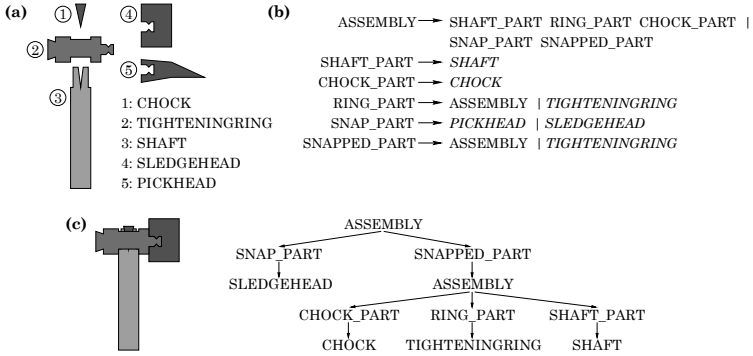 (a)
1
4
2
5
3
1: CHOCK
2: TIGHTENINGRING
3: SHAFT
4: SLEDGEHEAD
5: PICKHEAD
(b)
ASSEMBLY → SHAFT_PART RING_PART CHOCK_PART |
SNAP_PART SNAPPED_PART
SHAFT_PART → SHAFT
CHOCK_PART → CHOCK
RING_PART → ASSEMBLY | TIGHTENINGRING
SNAP_PART → PICKHEAD | SLEDGEHEAD
SNAPPED_PART → ASSEMBLY | TIGHTENINGRING
(c)
ASSEMBLY
SNAP_PART SNAPPED_PART
SLEDGEHEAD ASSEMBLY
CHOCK_PART RING_PART SHAFT_PART
CHOCK TIGHTENINGRING SHAFT